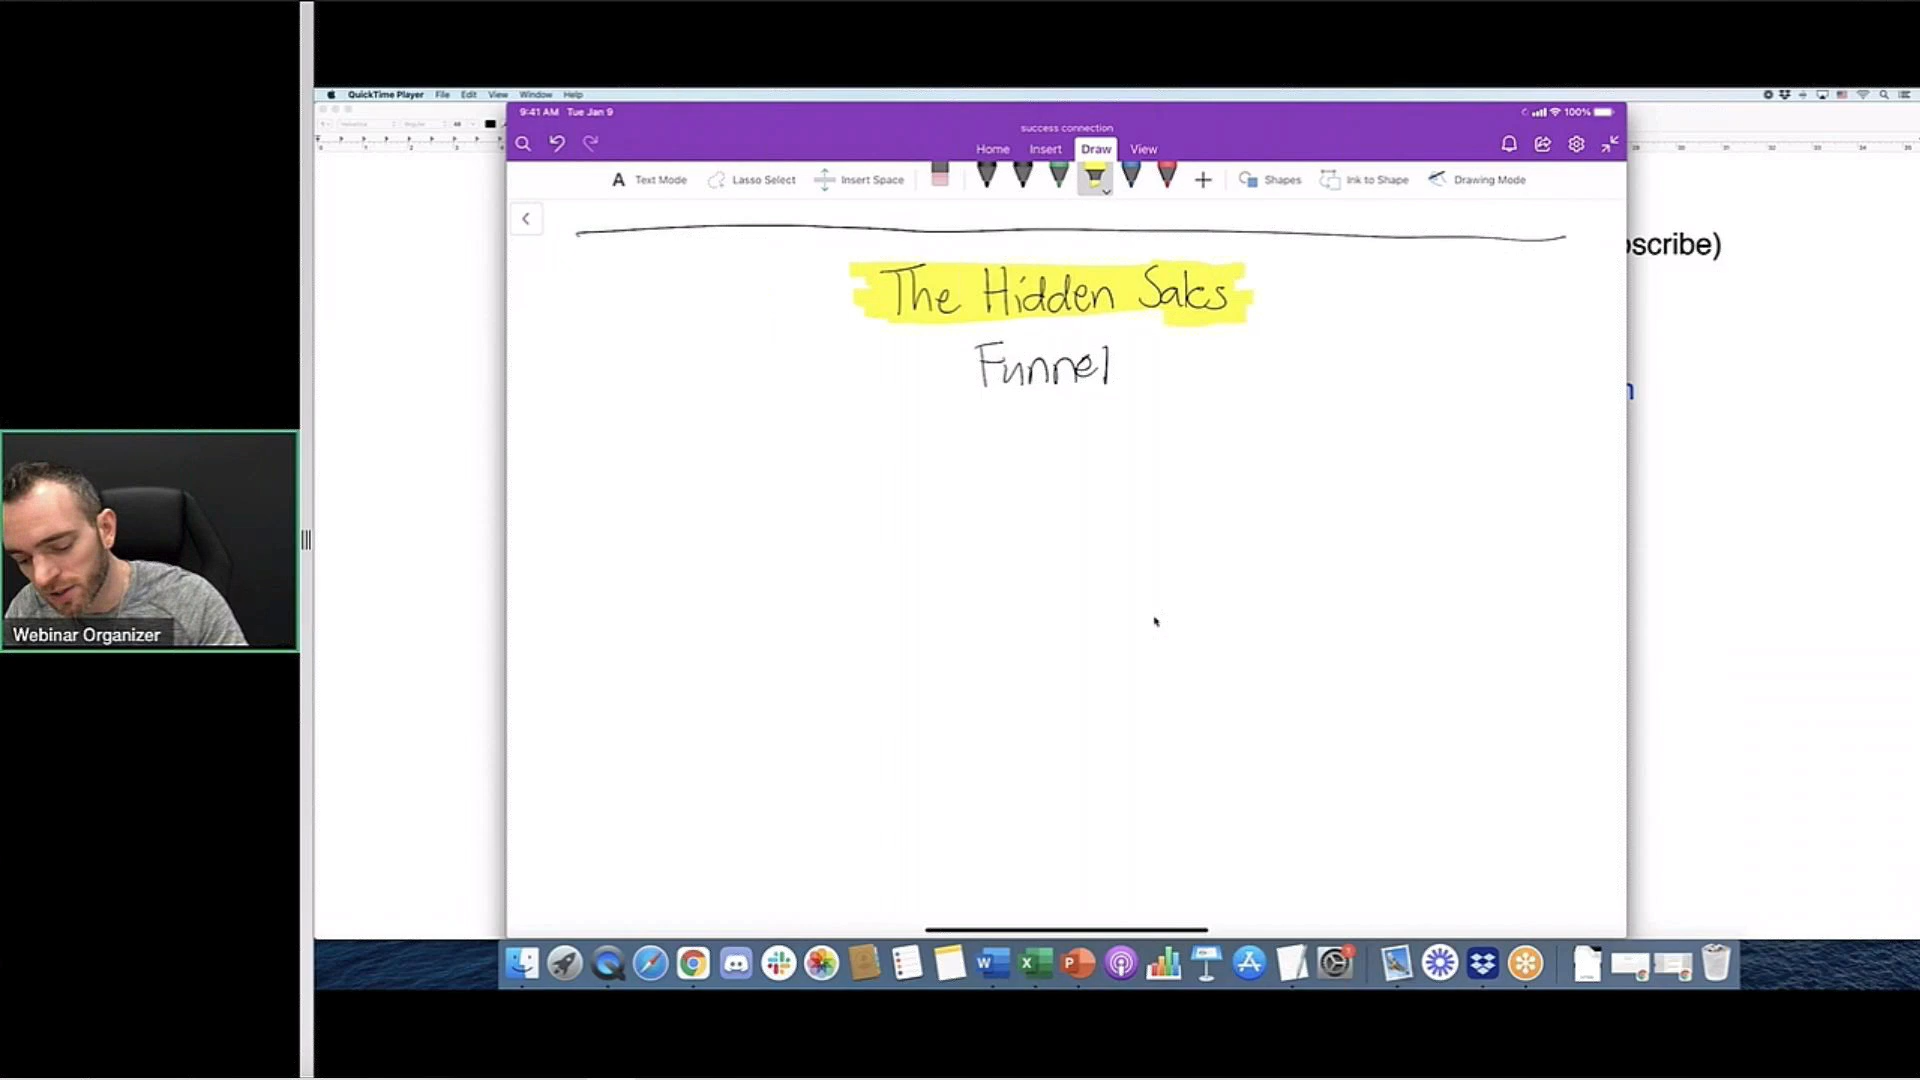 QuickTime Player File Edit View Window Help
9:41 AM Tue Jan 9
100%
success connection
Home Insert Draw View
Text Mode Lasso Select Insert Space Shapes Ink to Shape Drawing Mode
scribe)
The Hidden Sales
Funnel
Webinar Organizer